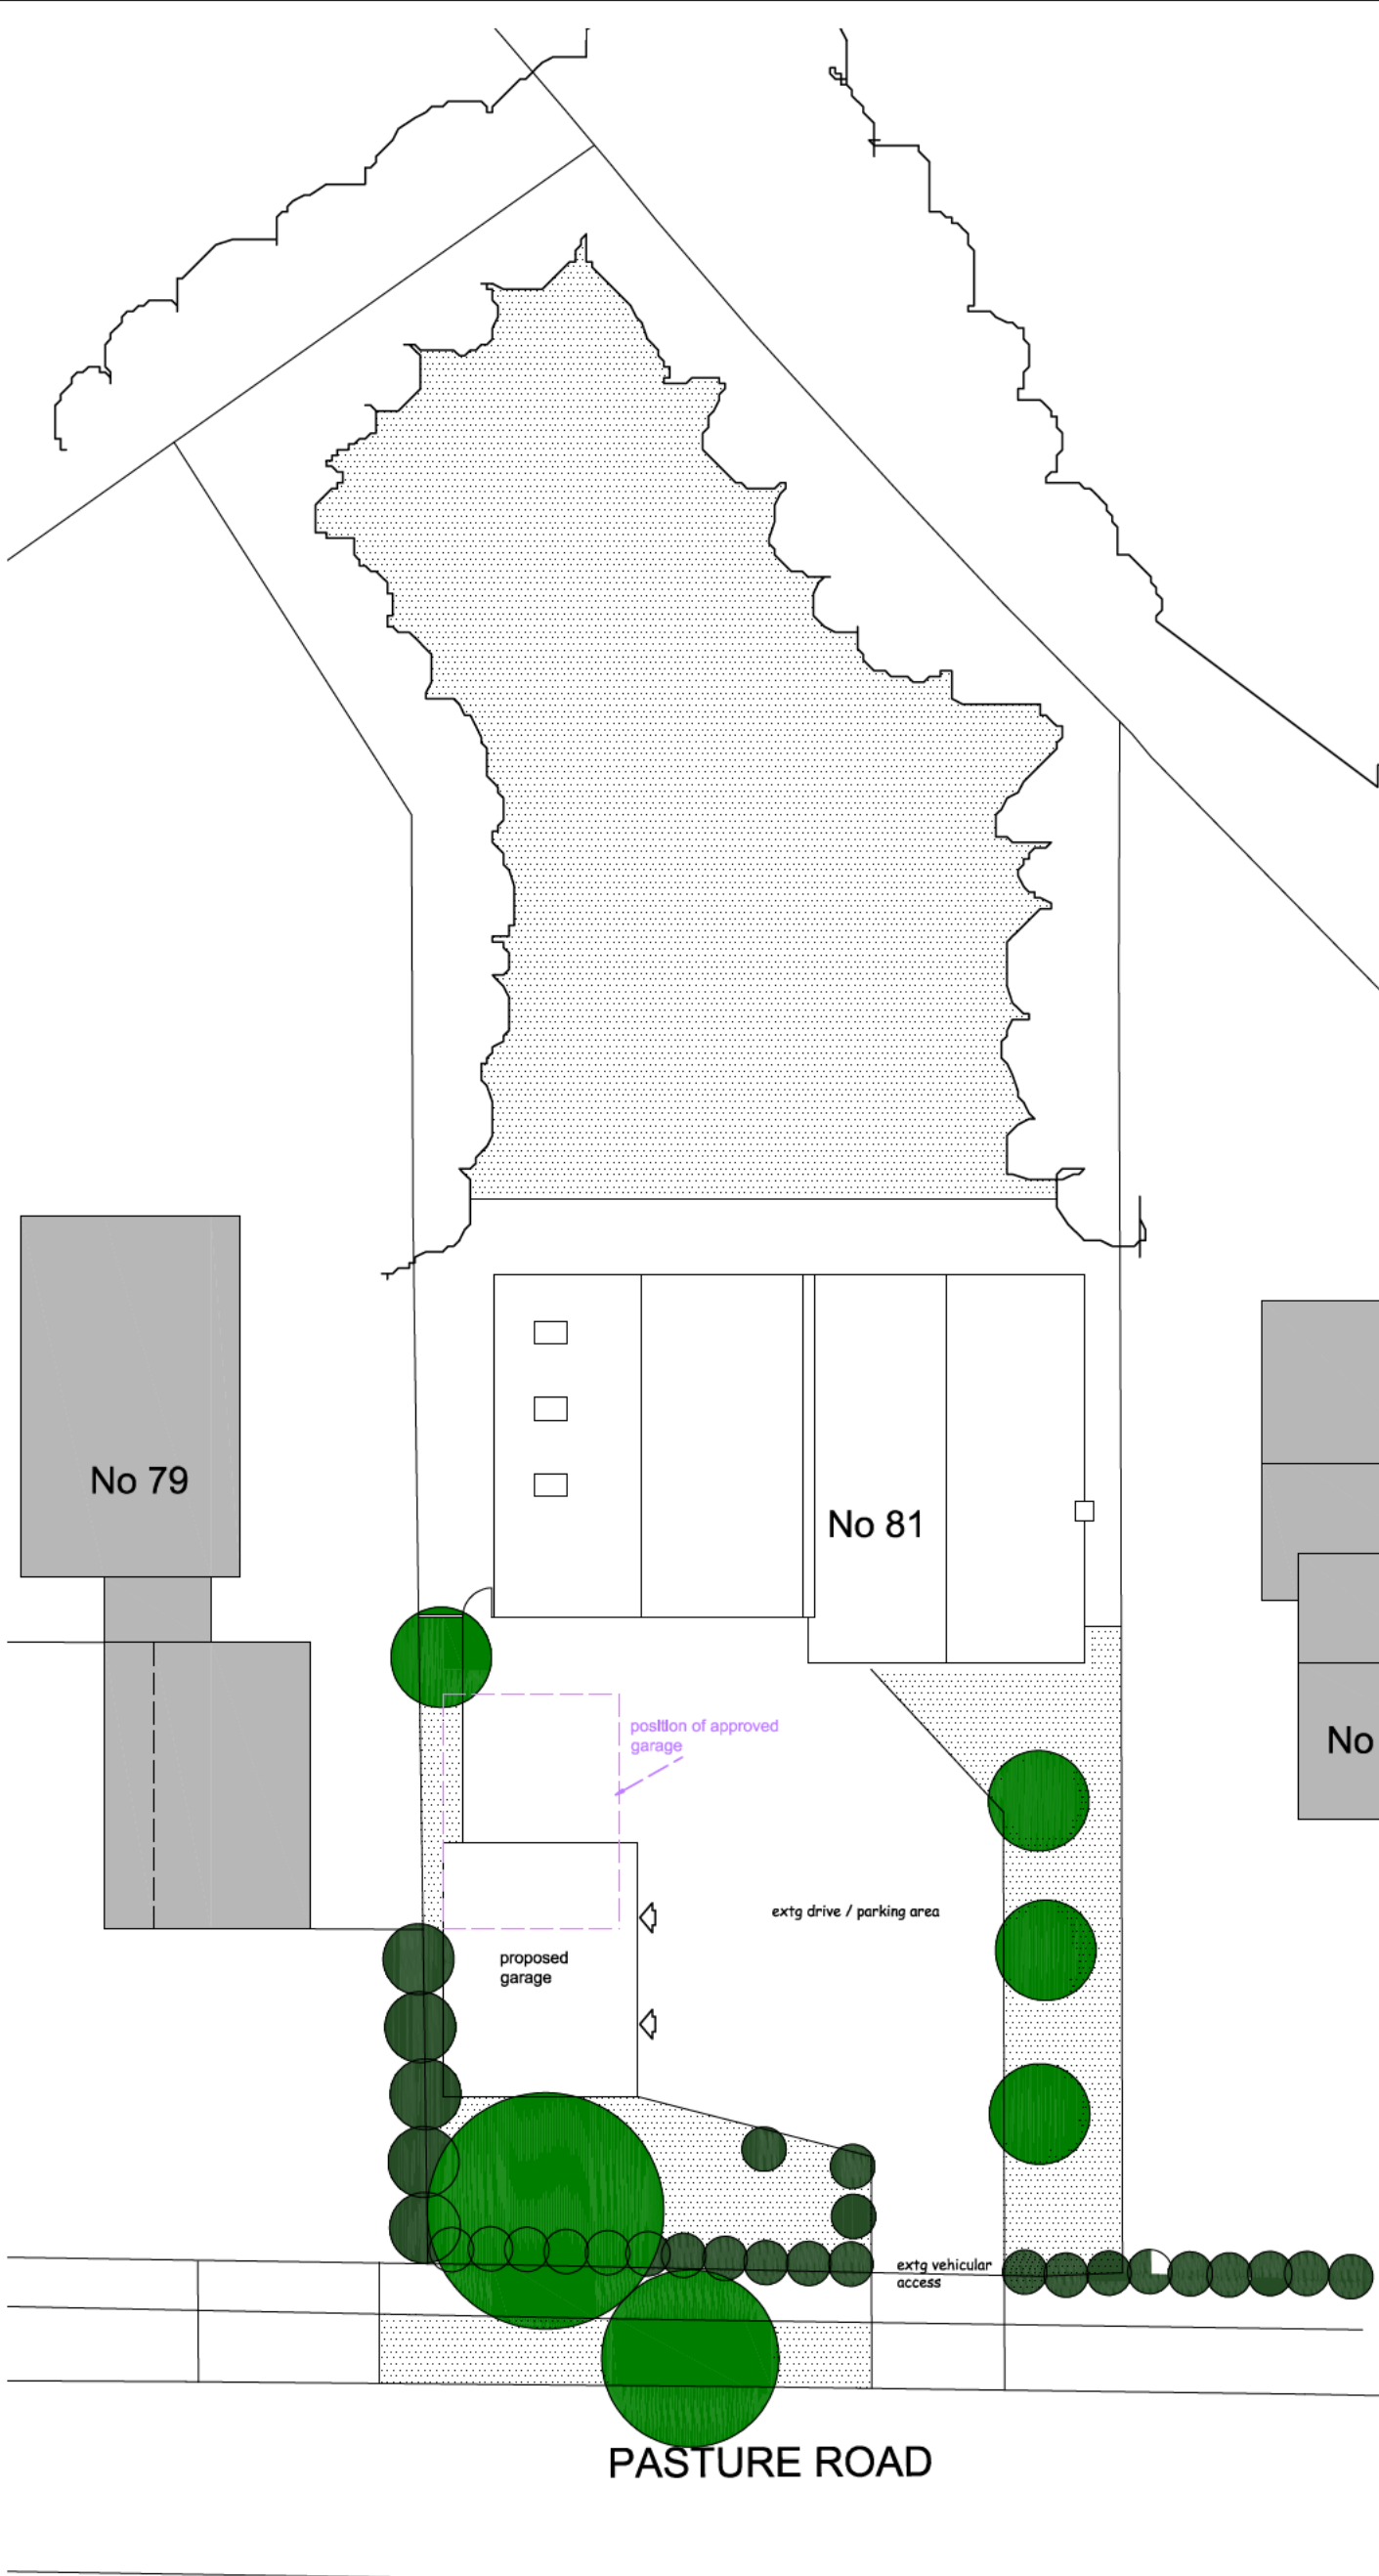 No 79
No 81
position of approved
garage
No
extg drive / parking area
proposed
garage
extg vehicular
access
PASTURE ROAD